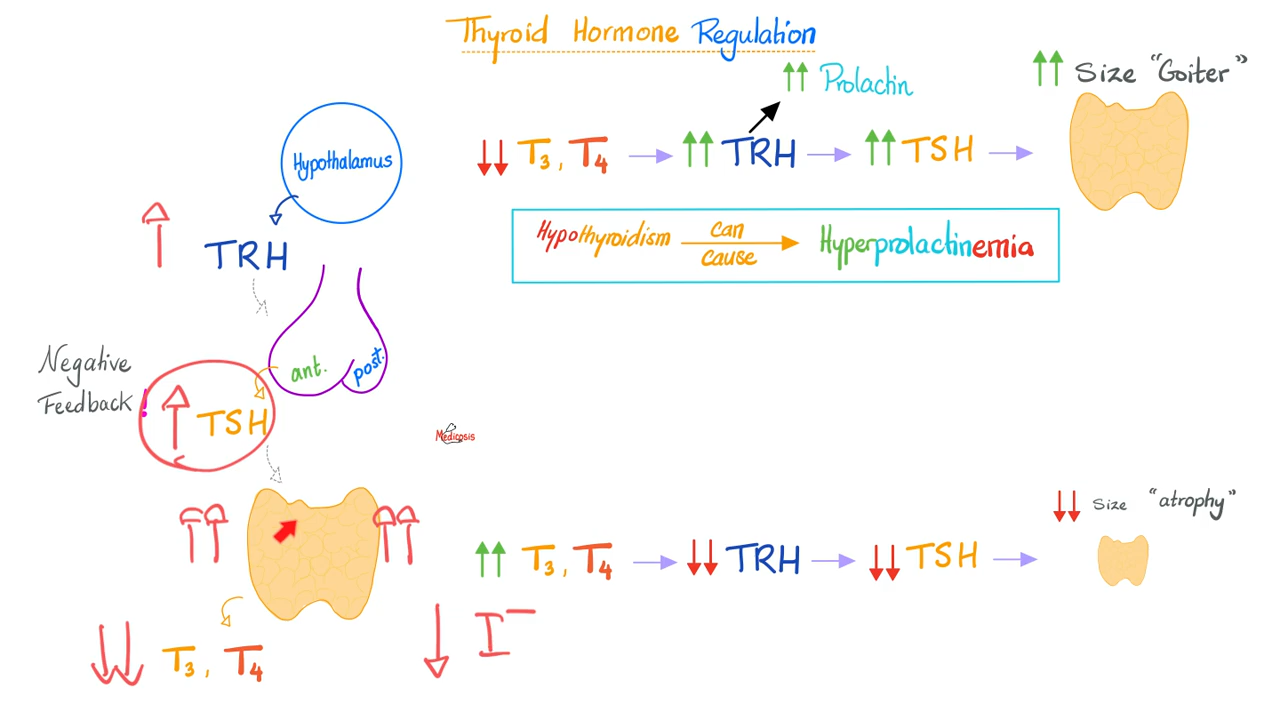 Thyroid Hormone Regulation
↑↑ Prolactin
↑↑ Size "Goiter"
↓↓ T3, T4 → ↑↑ TRH → ↑↑ TSH →
Hypothyroidism can cause → Hyperprolactinemia
Hypothalamus
↑ TRH
ant. post.
Negative
Feedback!
↑ TSH
Medicosis
↑↑ ↑↑
↓↓ T3, T4
↓ I⁻
↓↓ Size "atrophy"
↑↑ T3, T4 → ↓↓ TRH → ↓↓ TSH →